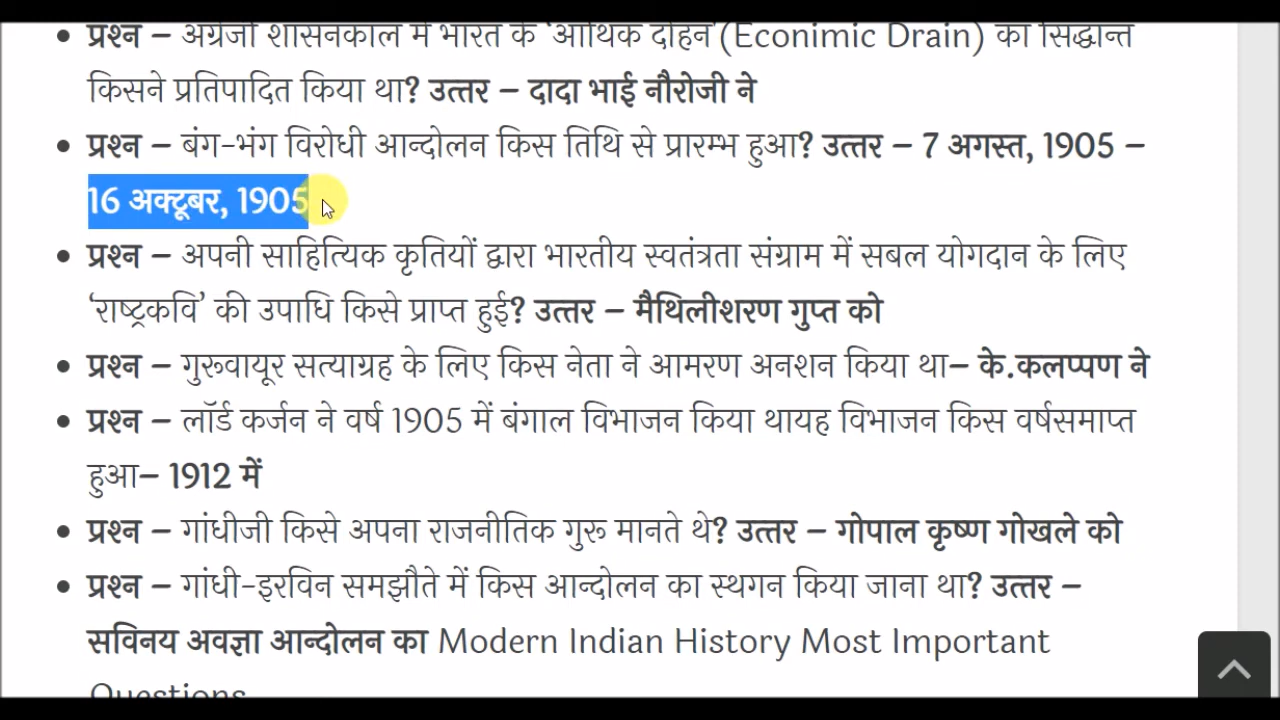 प्रश्न – अंग्रेजी शासनकाल में भारत के 'आर्थिक दोहन'(Econimic Drain) का सिद्धान्त
किसने प्रतिपादित किया था? उत्तर – दादा भाई नौरोजी ने
प्रश्न – बंग-भंग विरोधी आन्दोलन किस तिथि से प्रारम्भ हुआ? उत्तर – 7 अगस्त, 1905 –
16 अक्टूबर, 1905
प्रश्न – अपनी साहित्यिक कृतियों द्वारा भारतीय स्वतंत्रता संग्राम में सबल योगदान के लिए
'राष्ट्रकवि' की उपाधि किसे प्राप्त हुई? उत्तर – मैथिलीशरण गुप्त को
प्रश्न – गुरूवायूर सत्याग्रह के लिए किस नेता ने आमरण अनशन किया था– के.कलप्पण ने
प्रश्न – लॉर्ड कर्जन ने वर्ष 1905 में बंगाल विभाजन किया थायह विभाजन किस वर्षसमाप्त
हुआ– 1912 में
प्रश्न – गांधीजी किसे अपना राजनीतिक गुरू मानते थे? उत्तर – गोपाल कृष्ण गोखले को
प्रश्न – गांधी-इरविन समझौते में किस आन्दोलन का स्थगन किया जाना था? उत्तर –
सविनय अवज्ञा आन्दोलन का Modern Indian History Most Important
Questions